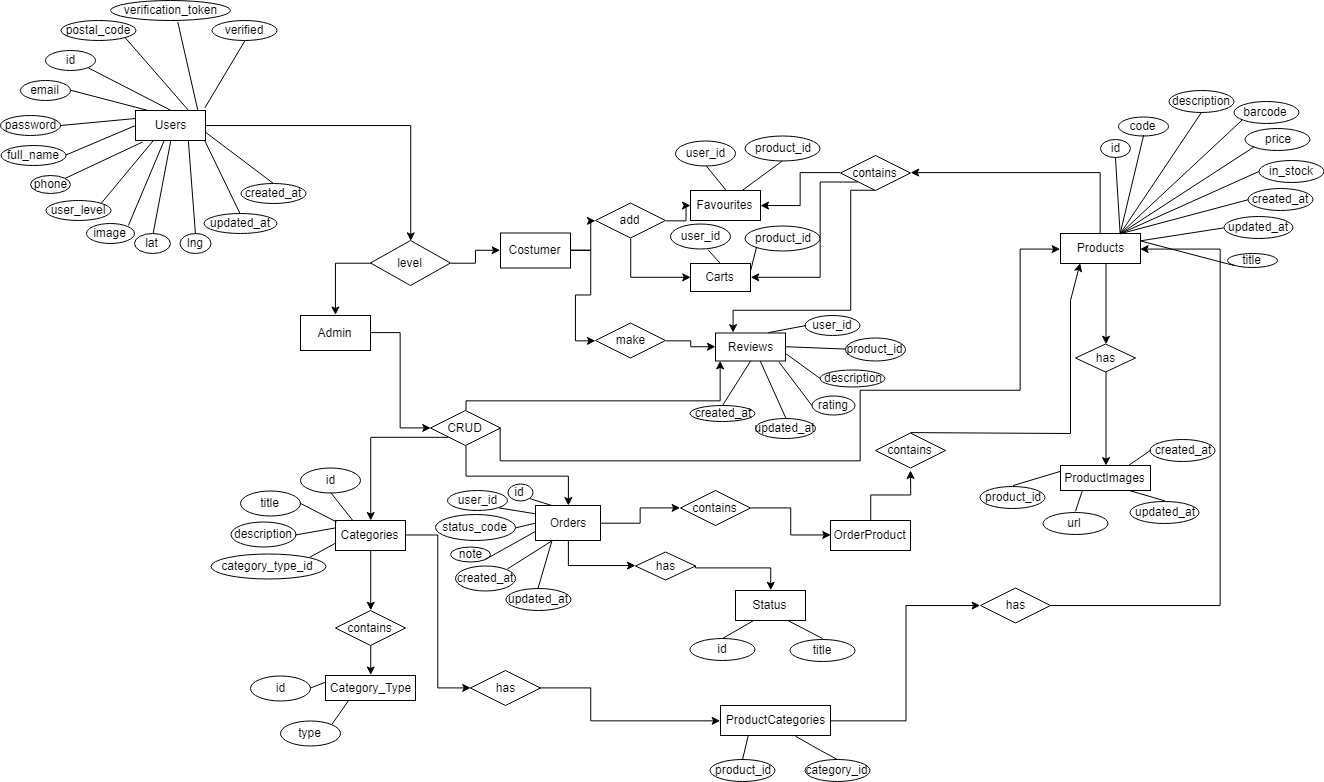 verification_token
postal_code
verified
id
email
password
Users
full_name
phone
user_level
image
lat
lng
updated_at
created_at
level
Costumer
Admin
add
make
user_id
product_id
Favourites
user_id
product_id
Carts
contains
Reviews
user_id
product_id
description
rating
updated_at
created_at
description
barcode
code
price
id
in_stock
created_at
updated_at
title
Products
has
ProductImages
created_at
product_id
url
updated_at
CRUD
contains
id
title
description
category_type_id
Categories
user_id
id
status_code
note
created_at
updated_at
Orders
contains
OrderProduct
has
Status
id
title
contains
Category_Type
id
type
has
ProductCategories
product_id
category_id
has